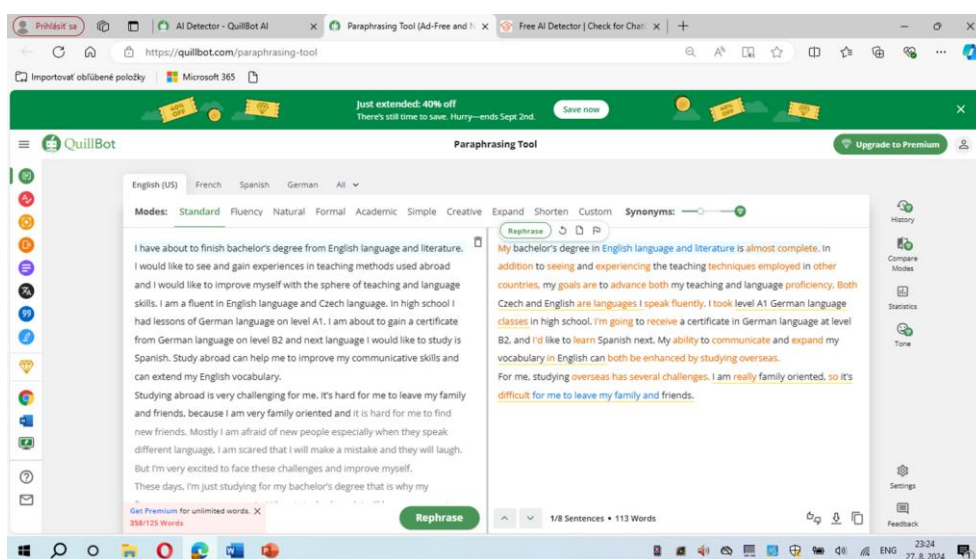 Prihlásiť sa
AI Detector - QuillBot AI
Paraphrasing Tool (Ad-Free and N
Free AI Detector | Check for Chat
https://quillbot.com/paraphrasing-tool
Importovať obľúbené položky
Microsoft 365
40% OFF
Just extended: 40% off
There's still time to save. Hurry—ends Sept 2nd.
Save now
QuillBot
Paraphrasing Tool
Upgrade to Premium
English (US) French Spanish German All
Modes: Standard Fluency Natural Formal Academic Simple Creative Expand Shorten Custom Synonyms:
I have about to finish bachelor's degree from English language and literature.
I would like to see and gain experiences in teaching methods used abroad
and I would like to improve myself with the sphere of teaching and language
skills. I am a fluent in English language and Czech language. In high school I
had lessons of German language on level A1. I am about to gain a certificate
from German language on level B2 and next language I would like to study is
Spanish. Study abroad can help me to improve my communicative skills and
can extend my English vocabulary.
Studying abroad is very challenging for me. It's hard for me to leave my family
and friends, because I am very family oriented and it is hard for me to find
new friends. Mostly I am afraid of new people especially when they speak
different language, I am scared that I will make a mistake and they will laugh.
But I'm very excited to face these challenges and improve myself.
These days, I'm just studying for my bachelor's degree that is why my
Get Premium for unlimited words.
358/125 Words
Rephrase
Rephrase
My bachelor's degree in English language and literature is almost complete. In
addition to seeing and experiencing the teaching techniques employed in other
countries, my goals are to advance both my teaching and language proficiency. Both
Czech and English are languages I speak fluently. I took level A1 German language
classes in high school. I'm going to receive a certificate in German language at level
B2, and I'd like to learn Spanish next. My ability to communicate and expand my
vocabulary in English can both be enhanced by studying overseas.
For me, studying overseas has several challenges. I am really family oriented, so it's
difficult for me to leave my family and friends.
1/8 Sentences • 113 Words
History
Compare
Modes
Statistics
Tone
Settings
Feedback
ENG
23:24
27. 8. 2024